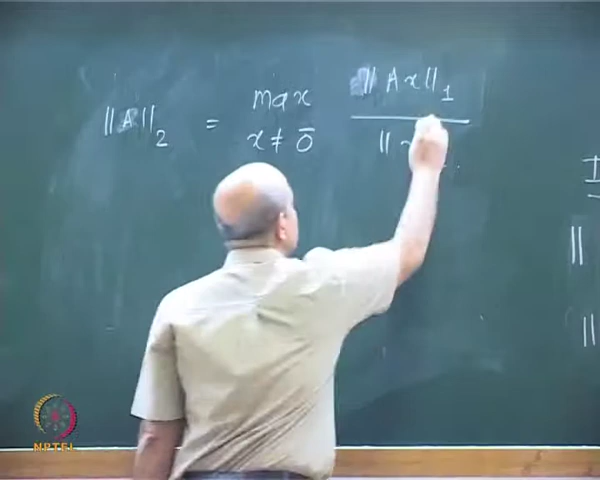 ||A||₂ = max ||Ax||₁
x ≠ 0̄ ||
||
||
NPTEL